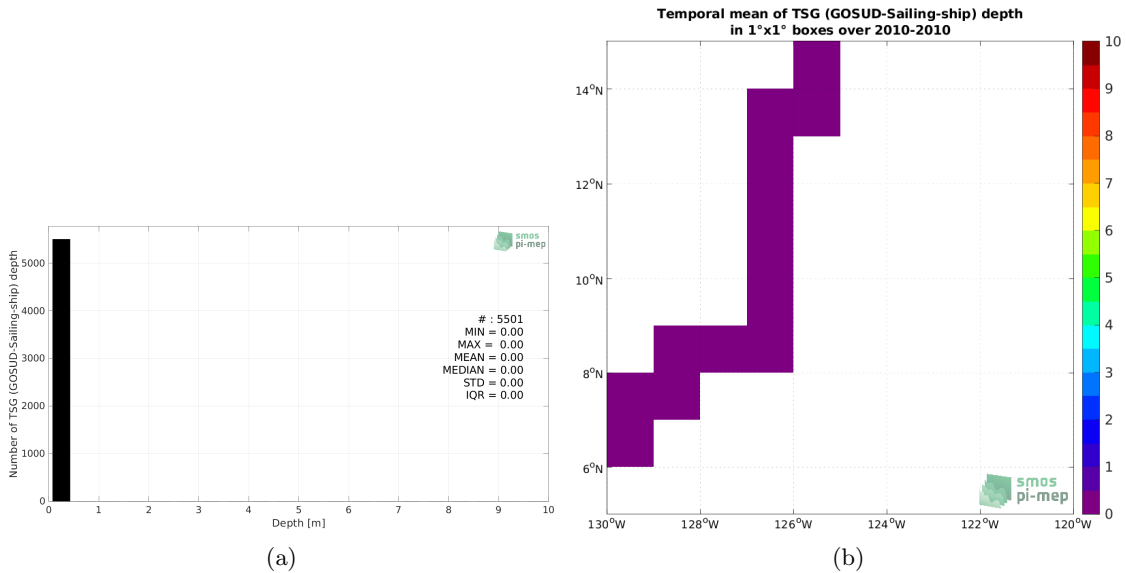 Number of TSG (GOSUD-Sailing-ship) depth
5000
4000
3000
2000
1000
0
0 1 2 3 4 5 6 7 8 9 10
Depth [m]
smos
pi-mep
# : 5501
MIN = 0.00
MAX = 0.00
MEAN = 0.00
MEDIAN = 0.00
STD = 0.00
IQR = 0.00
(a)
Temporal mean of TSG (GOSUD-Sailing-ship) depth
in 1°x1° boxes over 2010-2010
14°N
12°N
10°N
8°N
6°N
130°W 128°W 126°W 124°W 122°W 120°W
smos
pi-mep
10
9
8
7
6
5
4
3
2
1
0
(b)